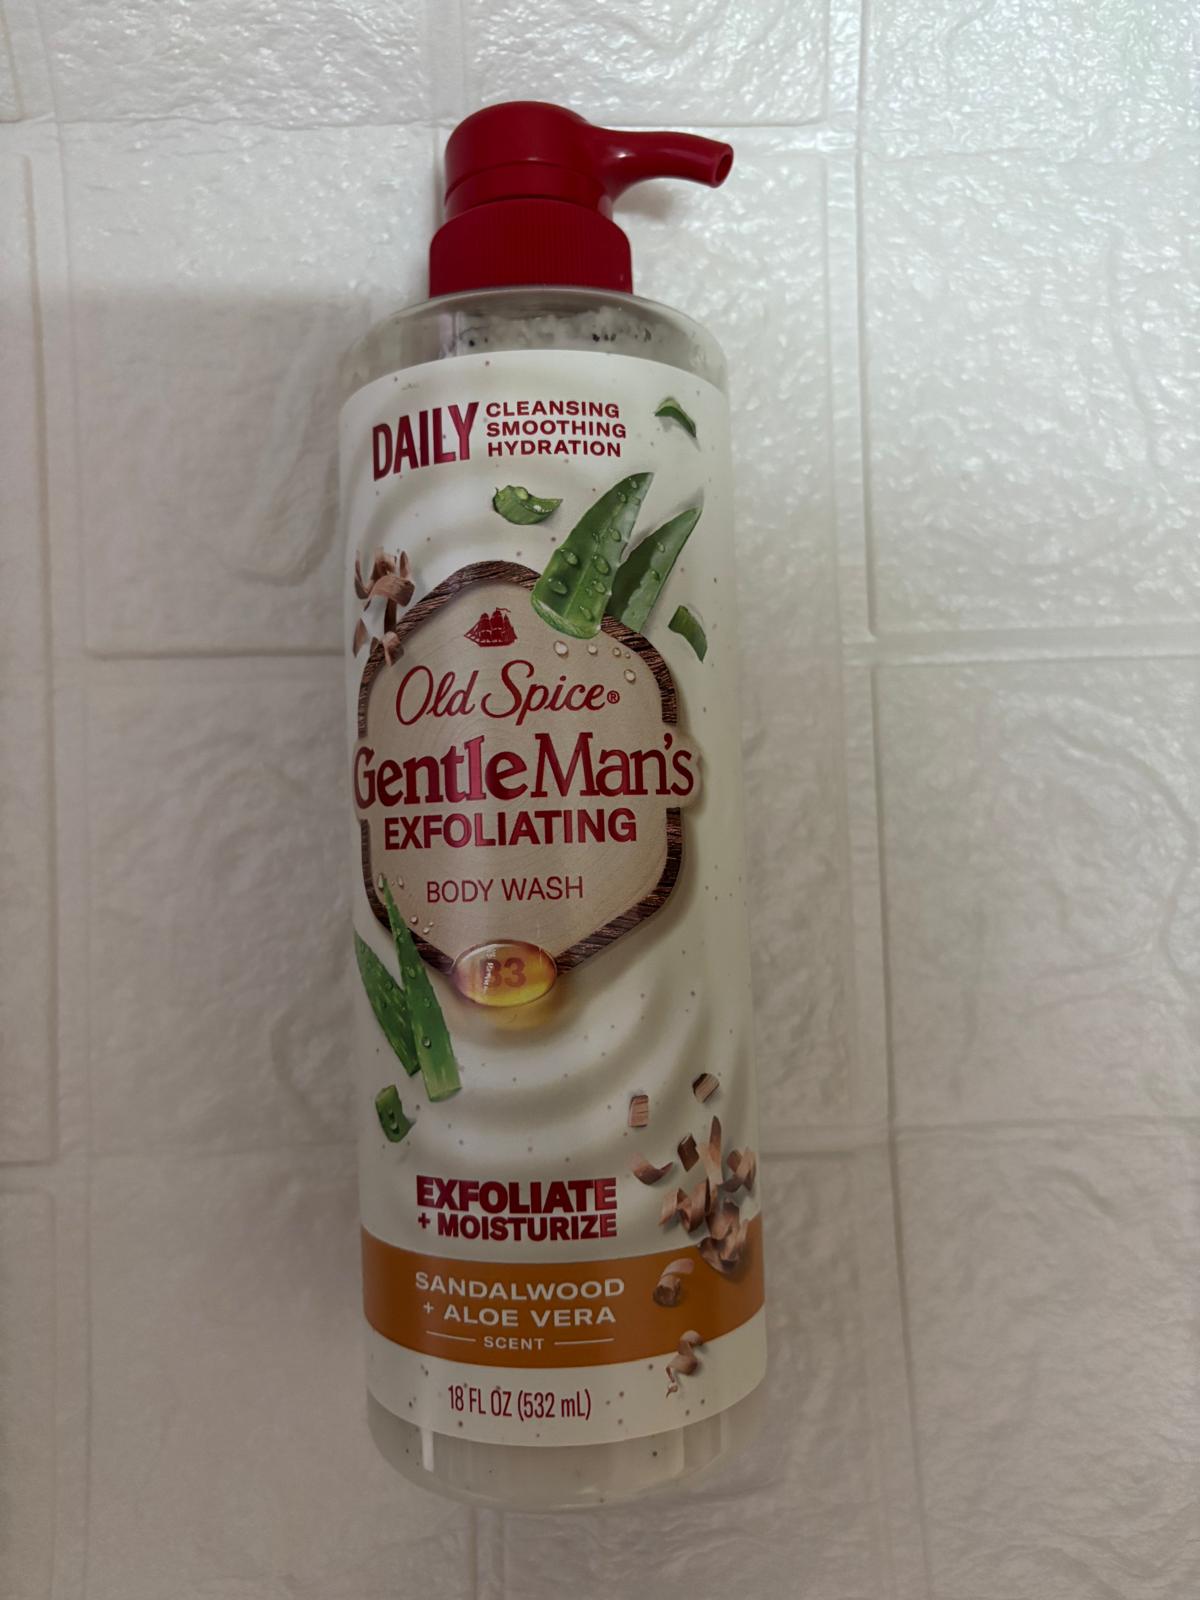 DAILY
CLEANSING
SMOOTHING
HYDRATION
Old Spice®
GentleMan's
EXFOLIATING
BODY WASH
B3
EXFOLIATE
+ MOISTURIZE
SANDALWOOD
+ ALOE VERA
SCENT
18 FL OZ (532 mL)